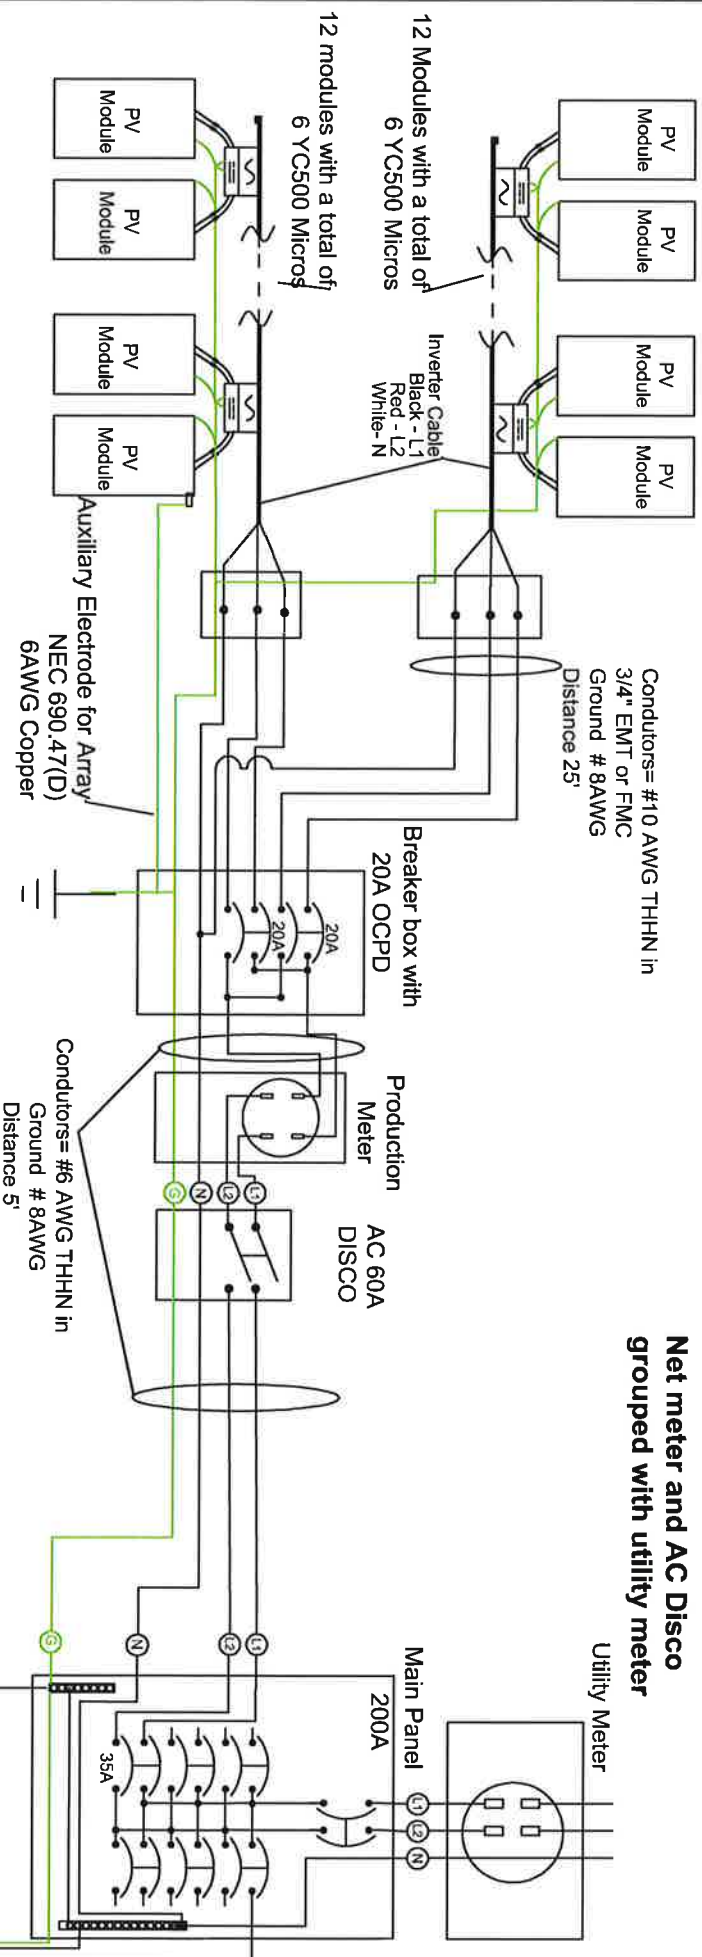 Net meter and AC Disco
grouped with utility meter
PV
Module
PV
Module
PV
Module
PV
Module
12 Modules with a total of
6 YC500 Micros
Inverter Cable
Black - L1
Red - L2
White- N
12 modules with a total of
6 YC500 Micros
PV
Module
PV
Module
PV
Module
PV
Module
Auxiliary Electrode for Array
NEC 690.47(D)
6AWG Copper
Condutors= #10 AWG THHN in
3/4" EMT or FMC
Ground # 8AWG
Distance 25'
Breaker box with
20A OCPD
20A
20A
Production
Meter
L1
L2
N
G
AC 60A
DISCO
Condutors= #6 AWG THHN in
Ground # 8AWG
Distance 5'
Utility Meter
L1
L2
N
Main Panel
200A
L1
L2
N
G
35A